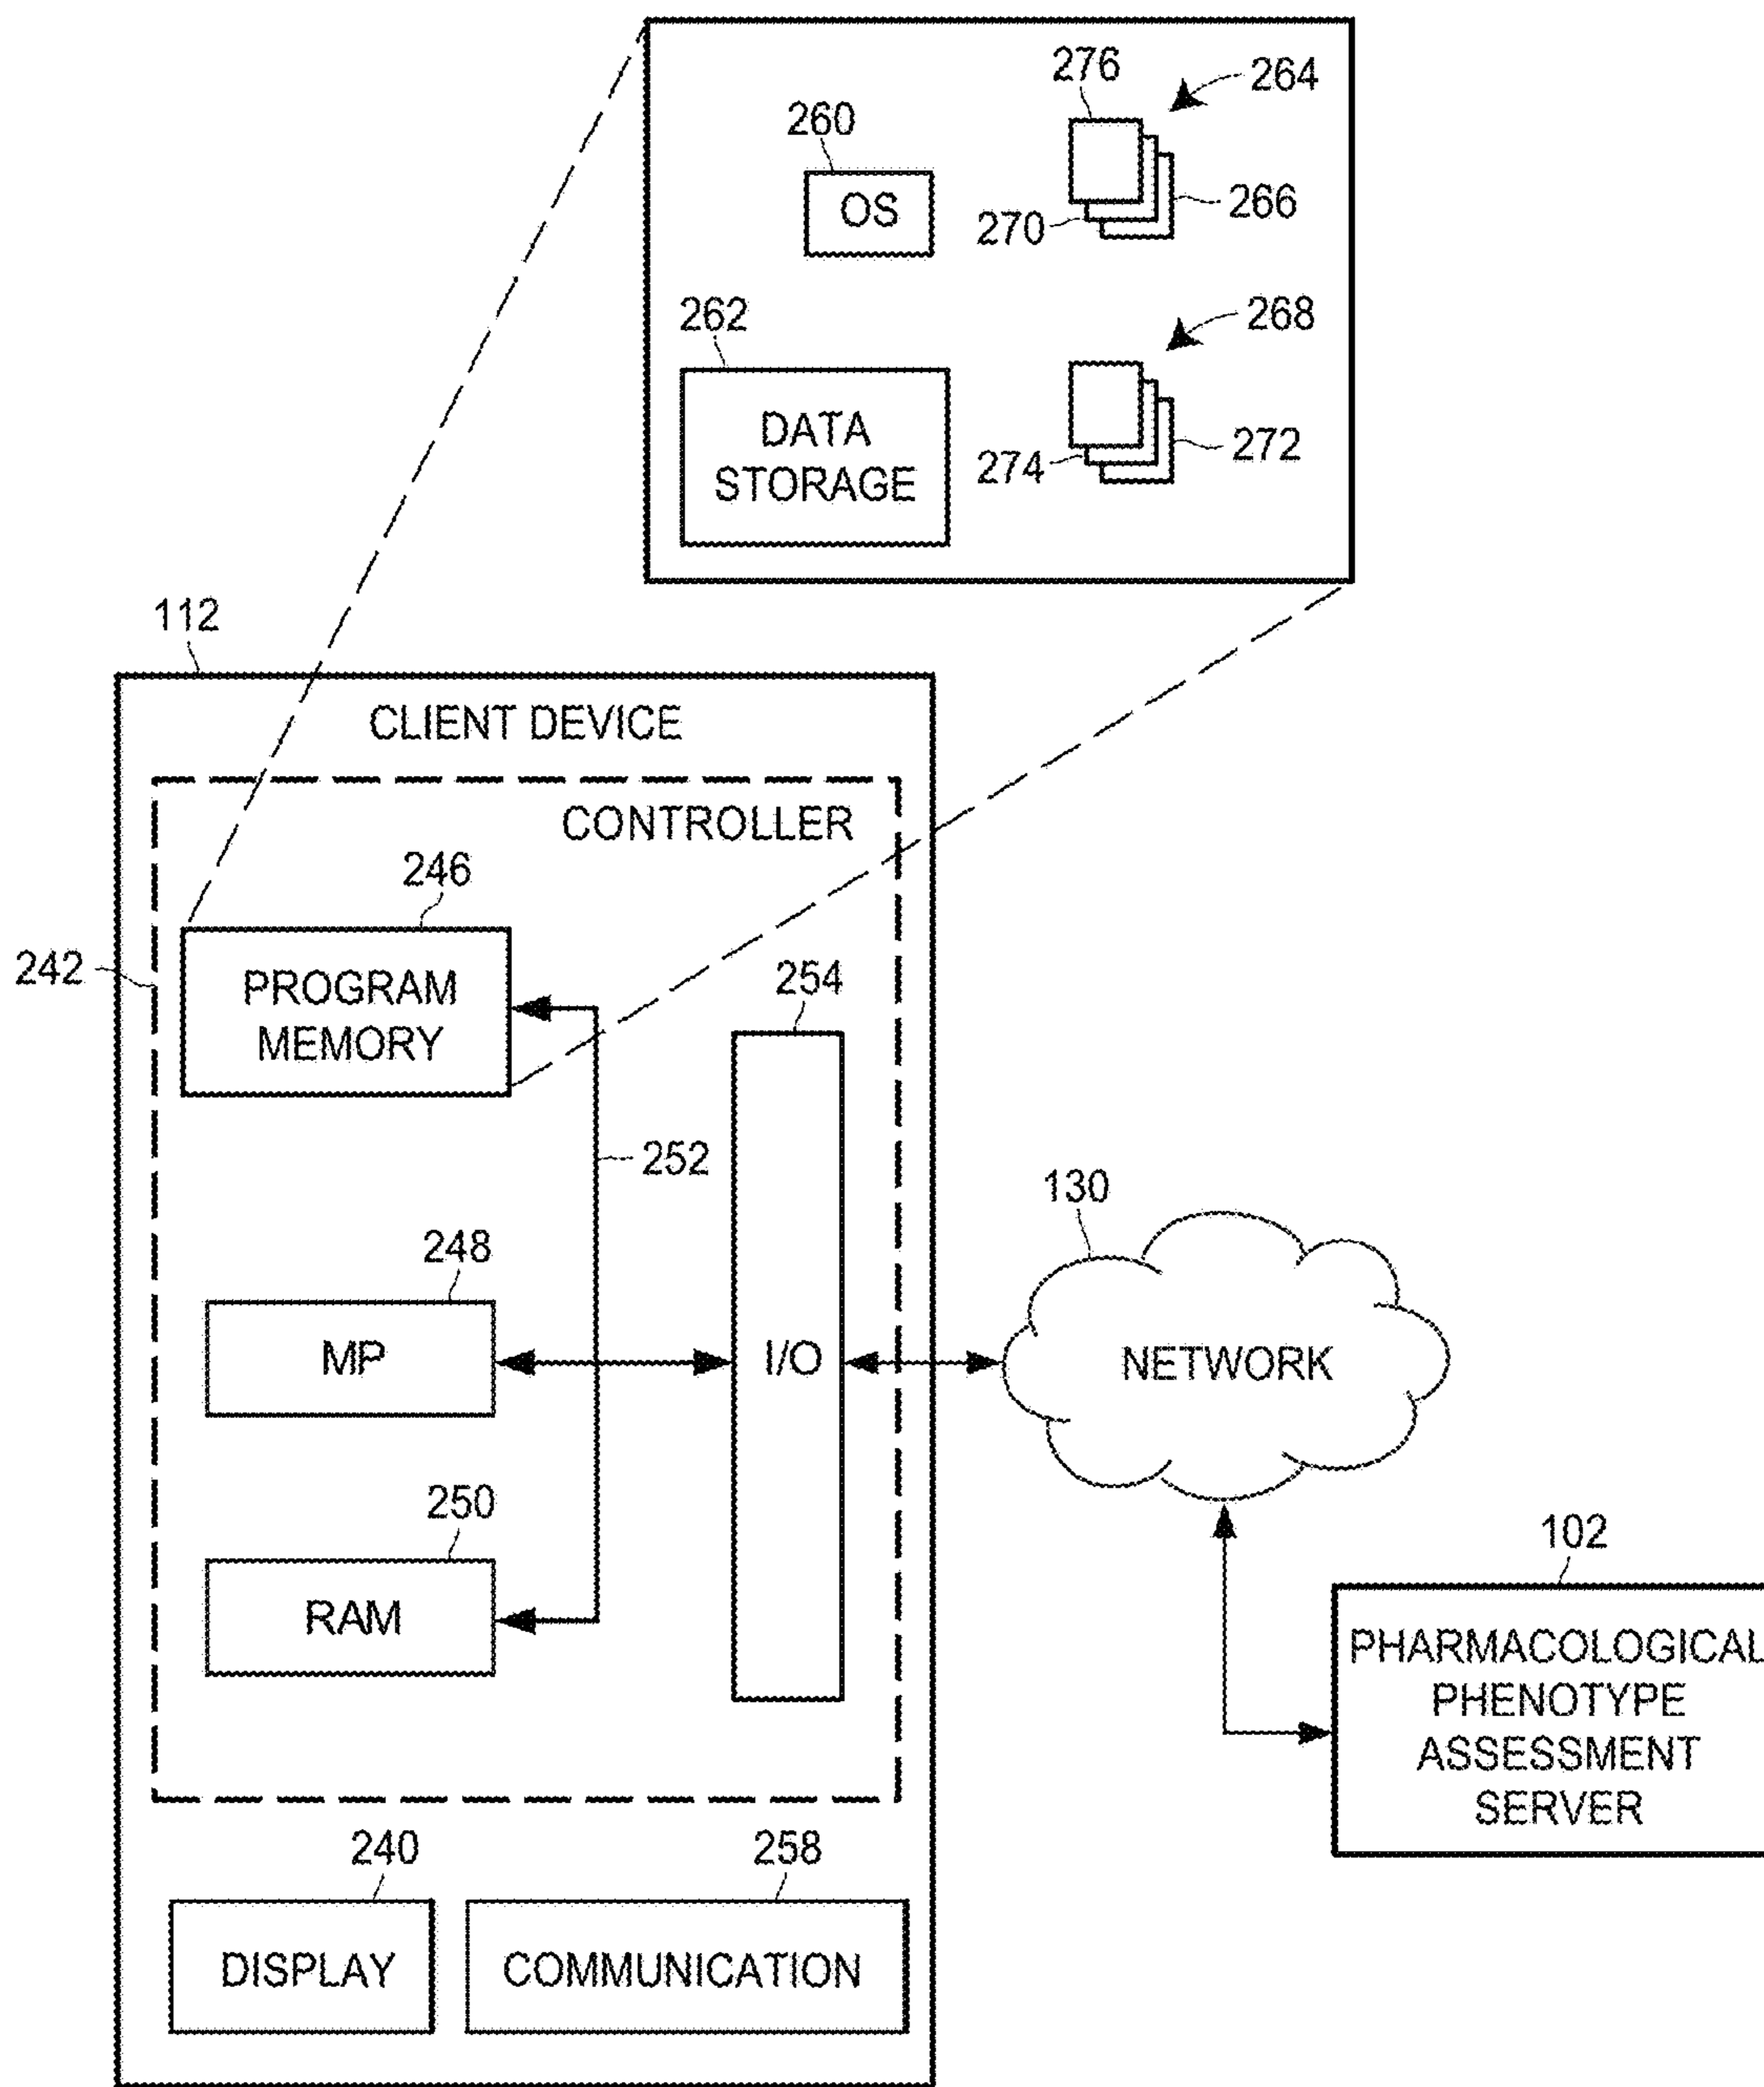 276
264
260
OS
270
266
262
268
DATA
STORAGE
274
272
112
CLIENT DEVICE
CONTROLLER
246
242
PROGRAM
MEMORY
254
252
130
248
MP
I/O
NETWORK
250
RAM
102
PHARMACOLOGICAL
PHENOTYPE
ASSESSMENT
SERVER
240
258
DISPLAY
COMMUNICATION